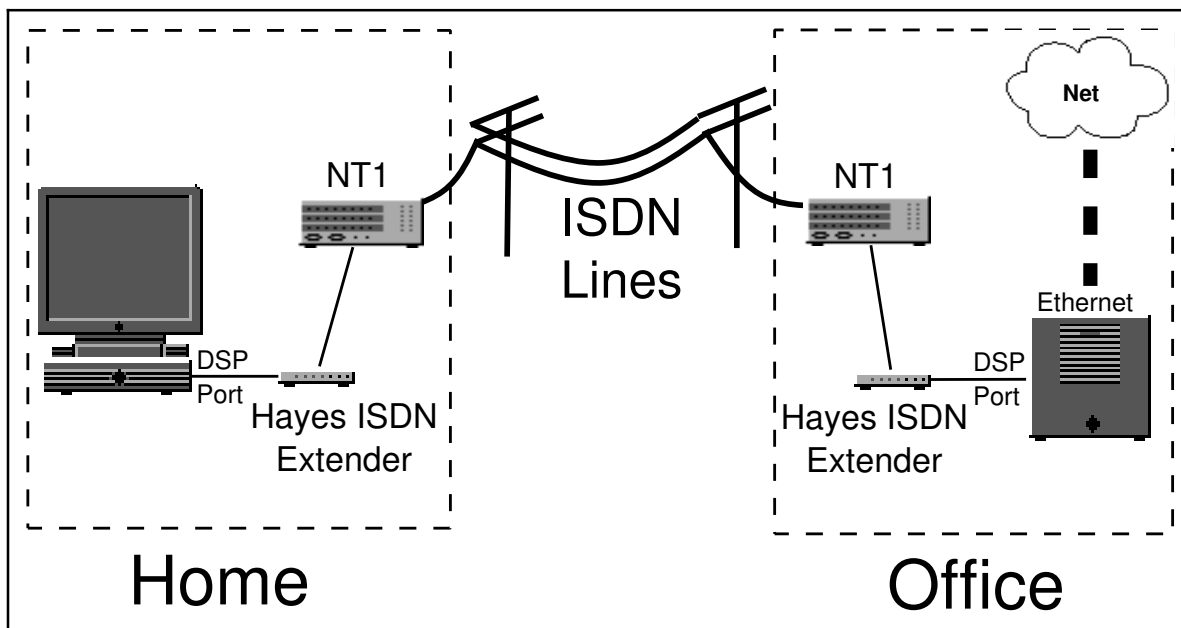 Net
NT1
NT1
ISDN
Lines
Ethernet
DSP
Port
DSP
Port
Hayes ISDN
Extender
Hayes ISDN
Extender
Home
Office